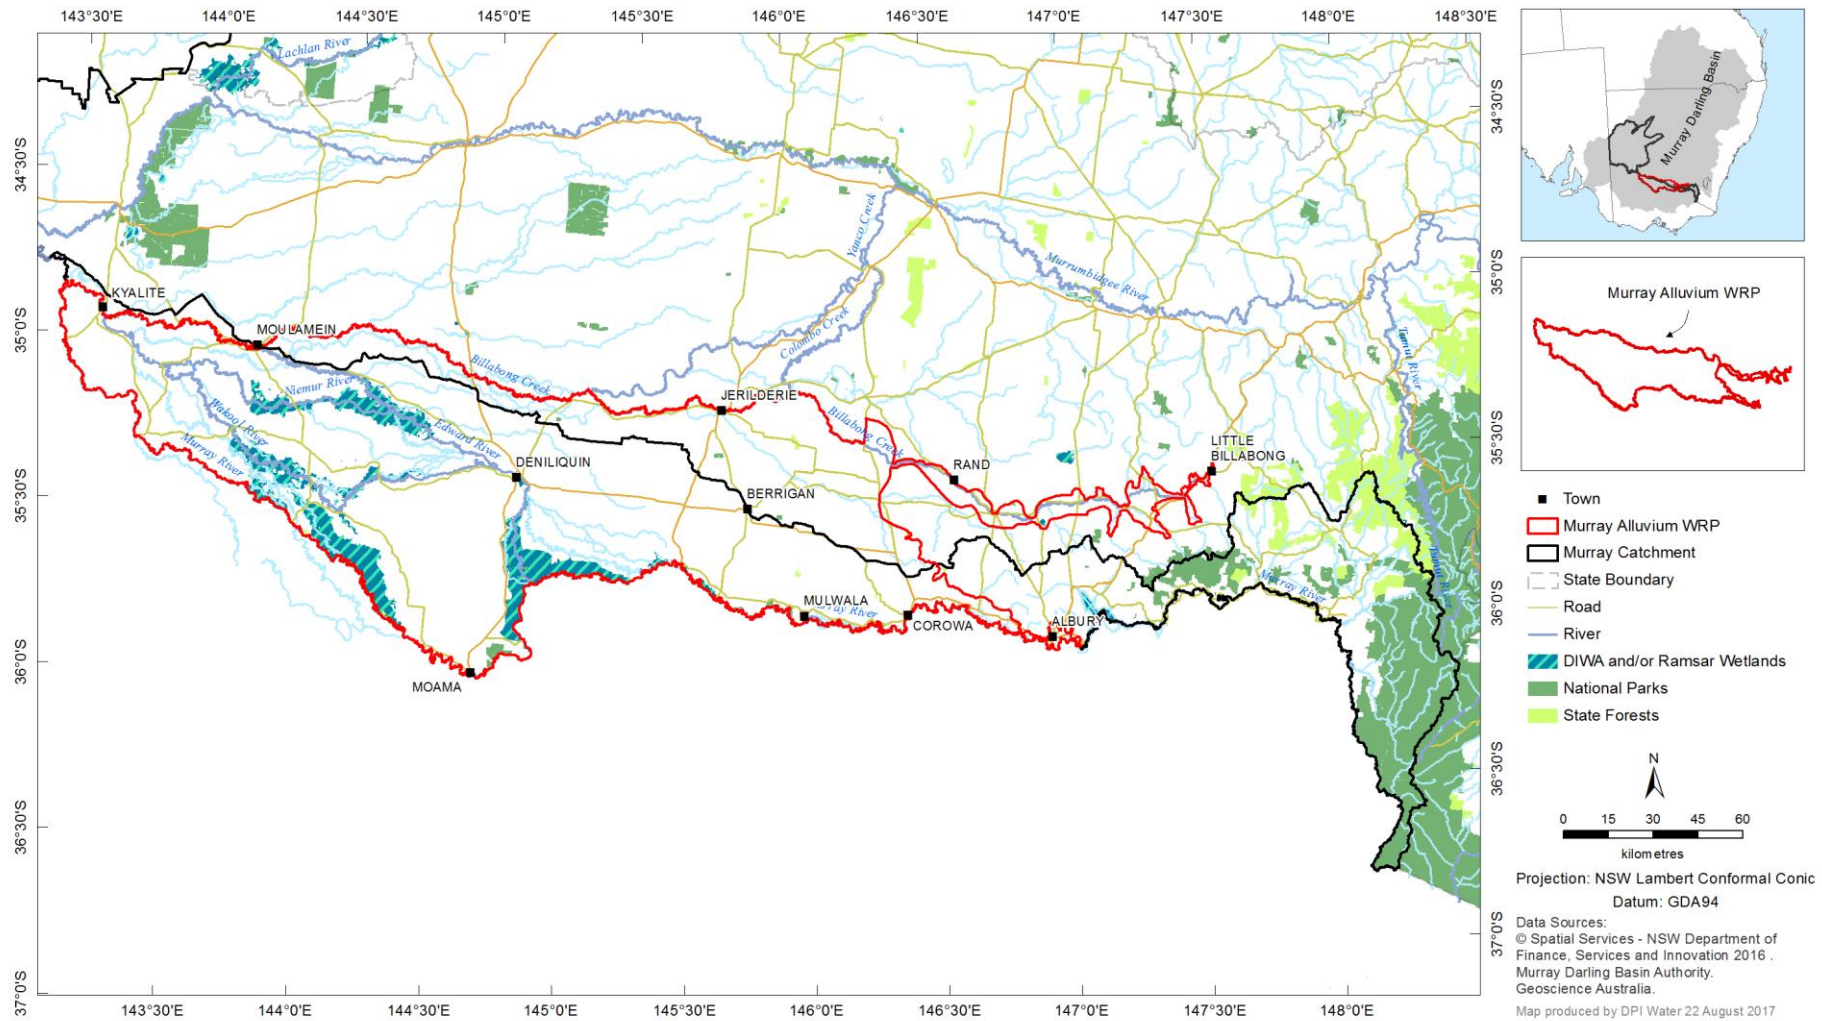 143°30'E 144°0'E 144°30'E 145°0'E 145°30'E 146°0'E 146°30'E 147°0'E 147°30'E 148°0'E 148°30'E
34°30'S
35°0'S
35°30'S
36°0'S
36°30'S
37°0'S
Lachlan River
Yanco Creek
Murrumbidgee River
Colombo Creek
Tumut River
KYALITE
MOULAMEIN
Billabong Creek
Niemur River
JERILDERIE
Wakool River
Billabong Creek
Edward River
Murray River
LITTLE
BILLABONG
DENILIQUIN
RAND
BERRIGAN
Tumut River
Murray River
MULWALA
Murray River
COROWA
ALBURY
MOAMA
34°30'S
35°0'S
35°30'S
36°0'S
36°30'S
37°0'S
143°30'E 144°0'E 144°30'E 145°0'E 145°30'E 146°0'E 146°30'E 147°0'E 147°30'E 148°0'E
Murray Darling Basin
Murray Alluvium WRP
Town
Murray Alluvium WRP
Murray Catchment
State Boundary
Road
River
DIWA and/or Ramsar Wetlands
National Parks
State Forests
N
0 15 30 45 60
kilometres
Projection: NSW Lambert Conformal Conic
Datum: GDA94
Data Sources:
© Spatial Services - NSW Department of
Finance, Services and Innovation 2016 .
Murray Darling Basin Authority.
Geoscience Australia.
Map produced by DPI Water 22 August 2017